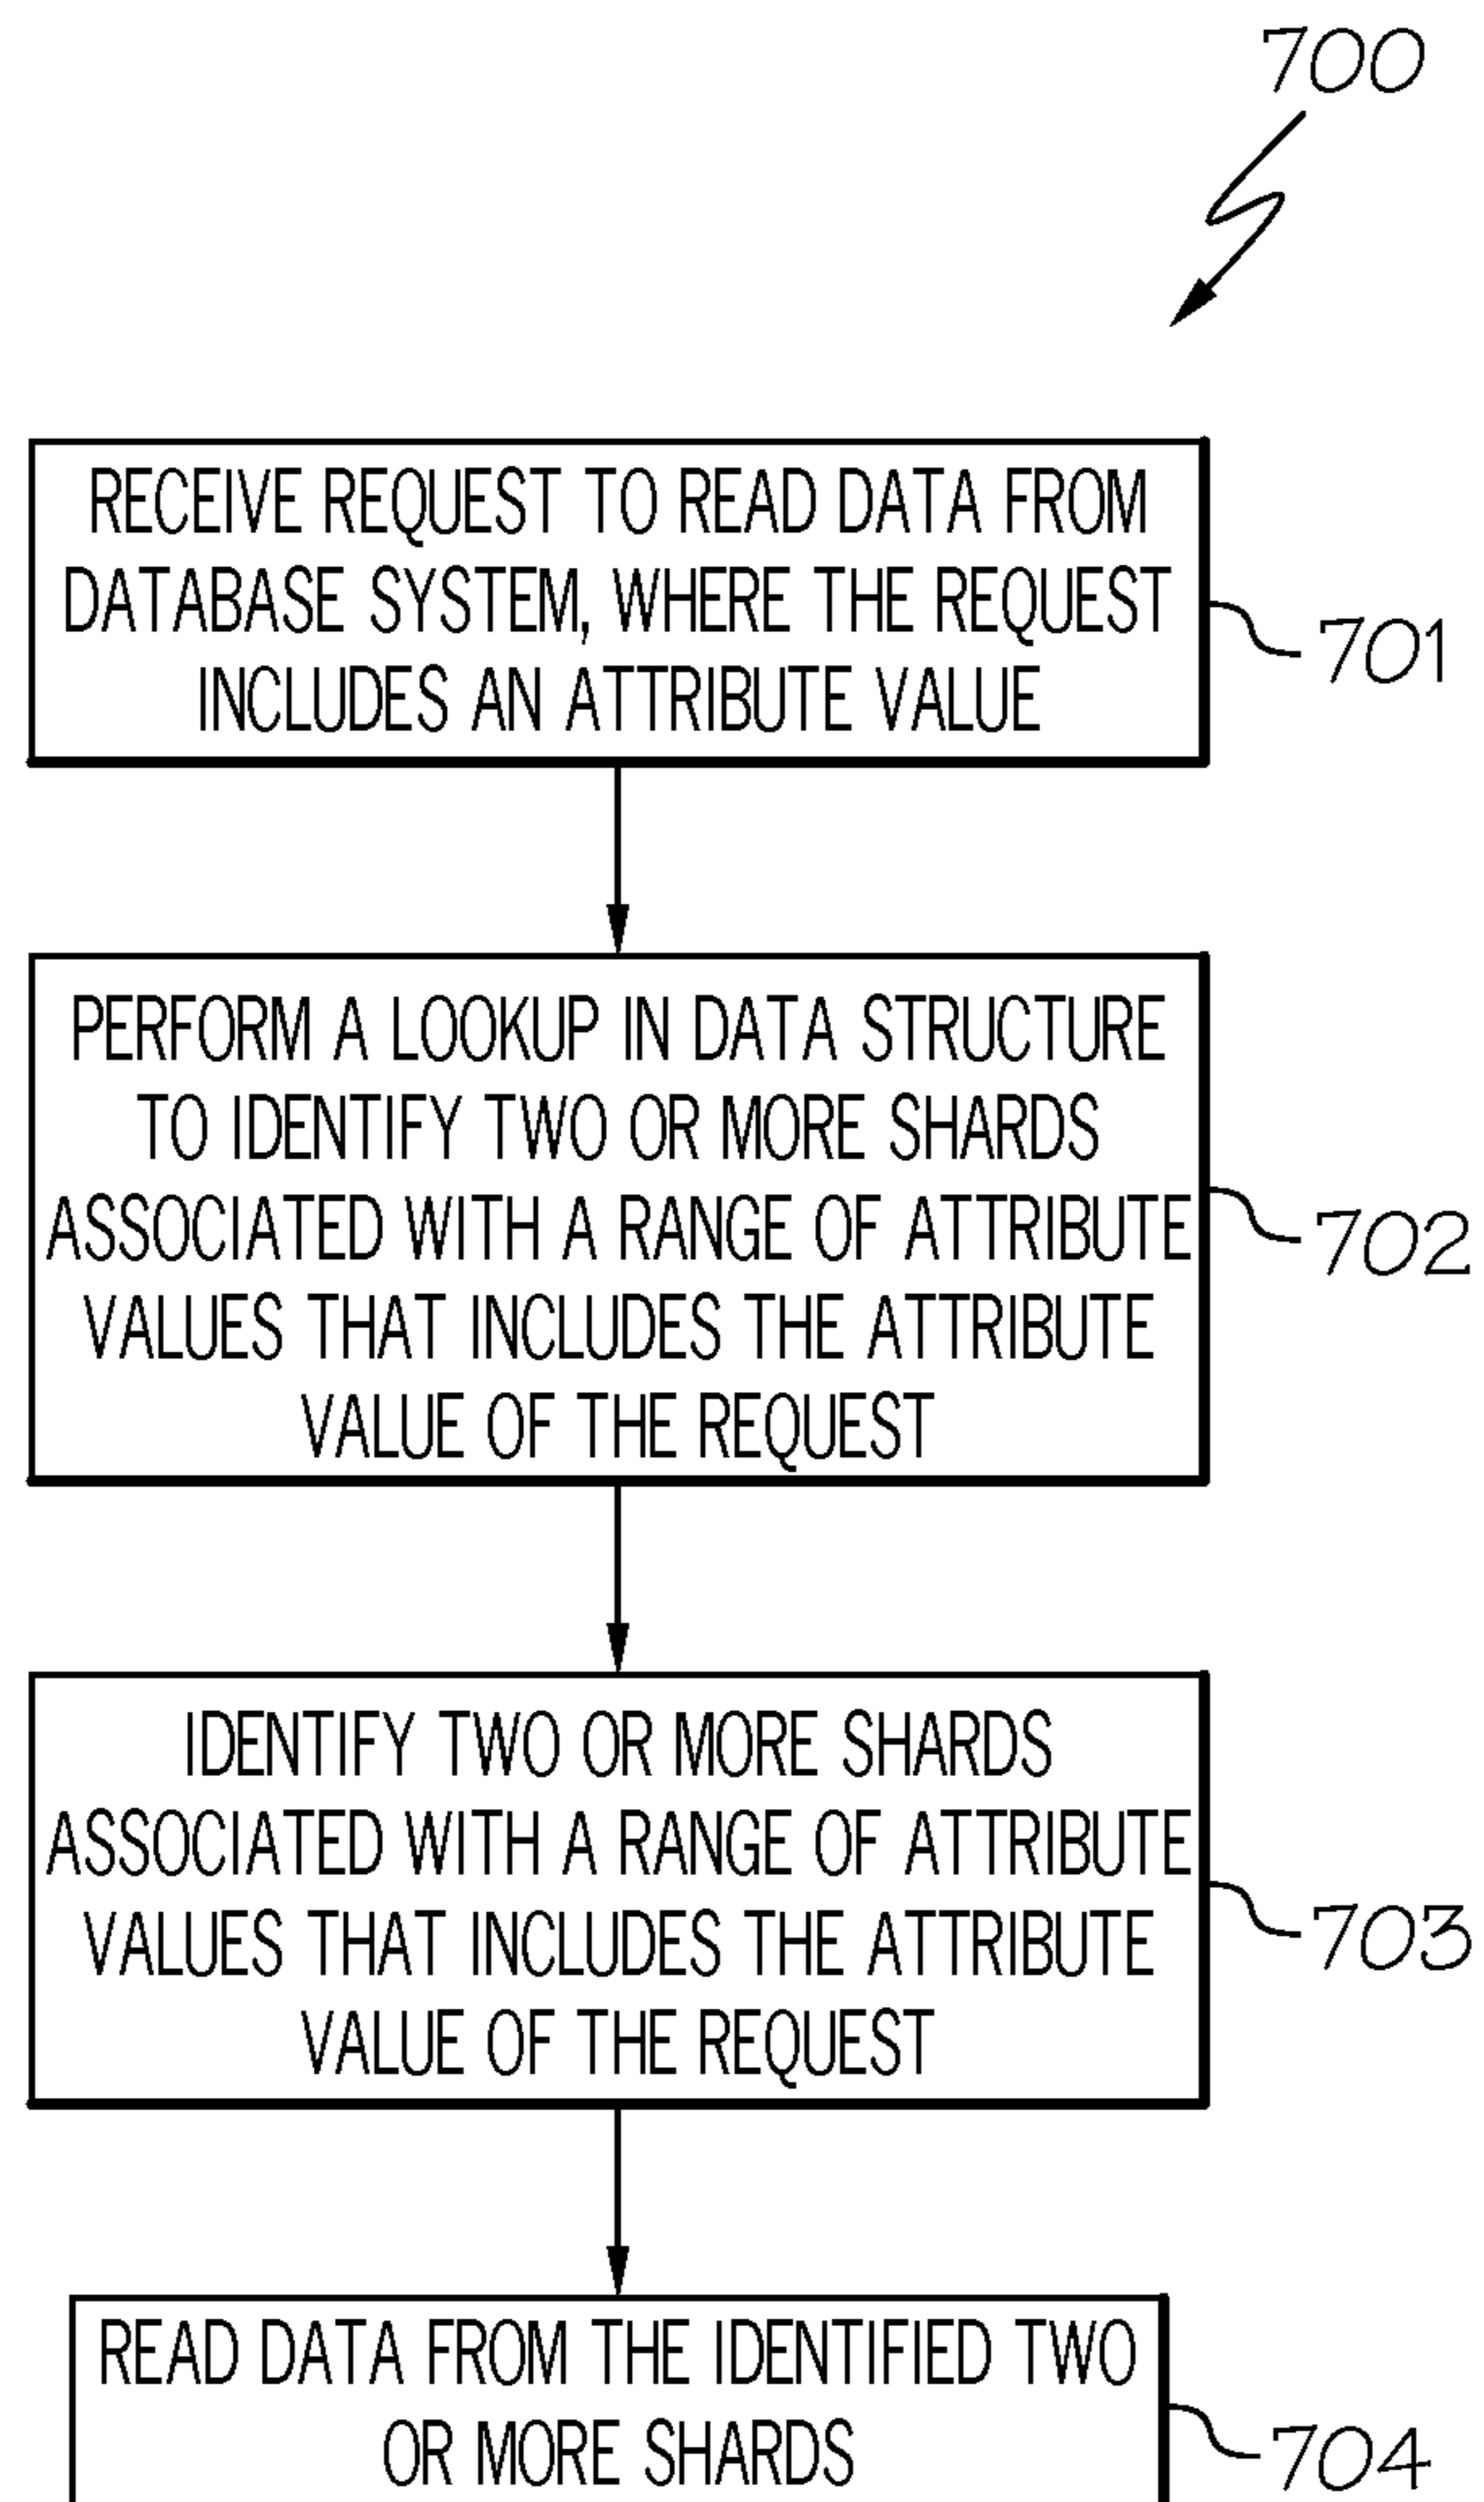 700
RECEIVE REQUEST TO READ DATA FROM
DATABASE SYSTEM, WHERE THE REQUEST
INCLUDES AN ATTRIBUTE VALUE
701
PERFORM A LOOKUP IN DATA STRUCTURE
TO IDENTIFY TWO OR MORE SHARDS
ASSOCIATED WITH A RANGE OF ATTRIBUTE
VALUES THAT INCLUDES THE ATTRIBUTE
VALUE OF THE REQUEST
702
IDENTIFY TWO OR MORE SHARDS
ASSOCIATED WITH A RANGE OF ATTRIBUTE
VALUES THAT INCLUDES THE ATTRIBUTE
VALUE OF THE REQUEST
703
READ DATA FROM THE IDENTIFIED TWO
OR MORE SHARDS
704